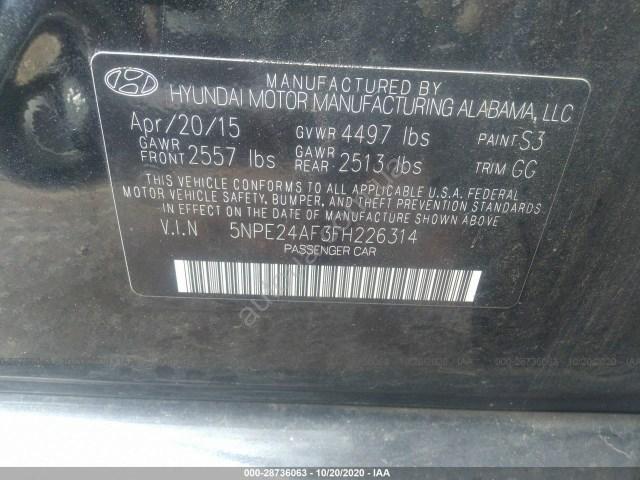 MANUFACTURED BY
HYUNDAI MOTOR MANUFACTURING ALABAMA, LLC
Apr/20/15 GVWR 4497 lbs PAINT S3
GAWR FRONT 2557 lbs GAWR REAR 2513 lbs TRIM GG
THIS VEHICLE CONFORMS TO ALL APPLICABLE U.S.A. FEDERAL
MOTOR VEHICLE SAFETY, BUMPER, AND THEFT PREVENTION STANDARDS
IN EFFECT ON THE DATE OF MANUFACTURE SHOWN ABOVE
V.I.N 5NPE24AF3FH226314
PASSENGER CAR
000-28736063 - 10/20/2020 - IAA